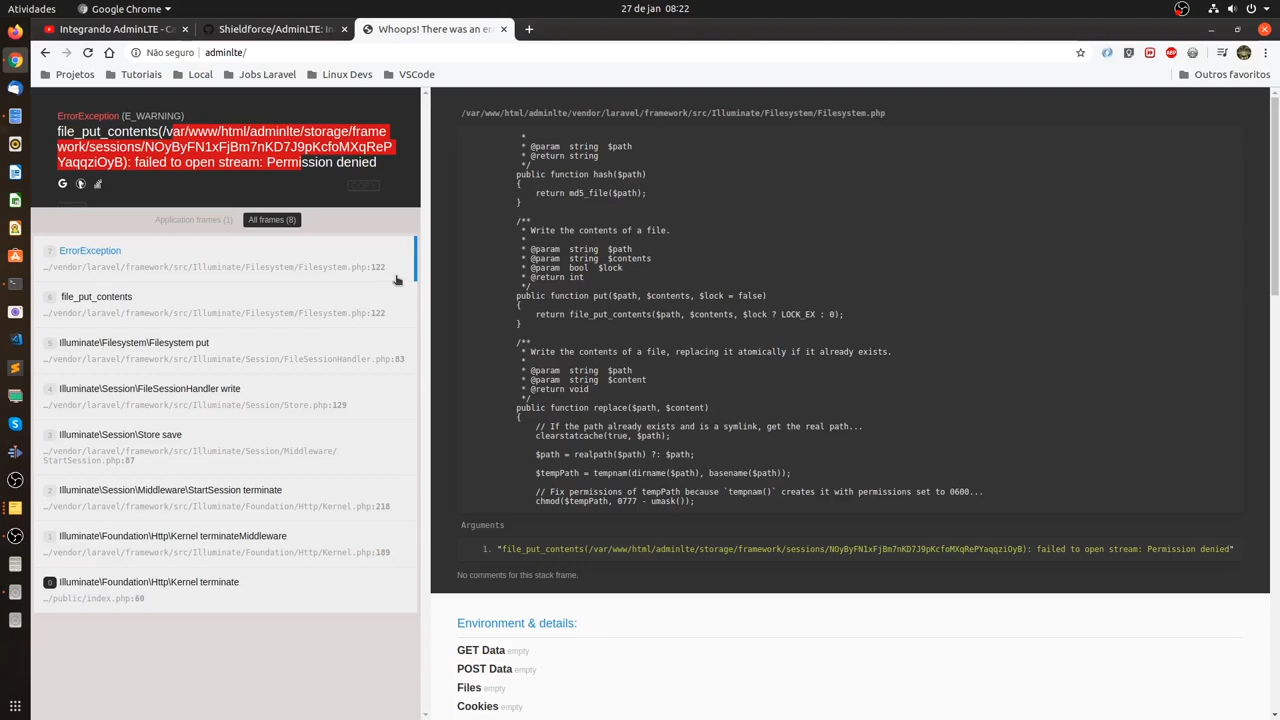 Atividades
Google Chrome
27 de jan 08:22
Integrando AdminLTE - Ca
Shieldforce/AdminLTE: In
Whoops! There was an err
Não seguro
adminlte/
Projetos
Tutoriais
Local
Jobs Laravel
Linux Devs
VSCode
Outros favoritos
ErrorException (E_WARNING)
file_put_contents(/var/www/html/adminlte/storage/frame
work/sessions/NOyByFN1xFjBm7nKD7J9pKcfoMXqReP
YaqqziOyB): failed to open stream: Permission denied
COPY
Application frames (1)
All frames (8)
7 ErrorException
…/vendor/laravel/framework/src/Illuminate/Filesystem/Filesystem.php:122
6 file_put_contents
…/vendor/laravel/framework/src/Illuminate/Filesystem/Filesystem.php:122
5 Illuminate\Filesystem\Filesystem put
…/vendor/laravel/framework/src/Illuminate/Session/FileSessionHandler.php:83
4 Illuminate\Session\FileSessionHandler write
…/vendor/laravel/framework/src/Illuminate/Session/Store.php:129
3 Illuminate\Session\Store save
…/vendor/laravel/framework/src/Illuminate/Session/Middleware/
StartSession.php:87
2 Illuminate\Session\Middleware\StartSession terminate
…/vendor/laravel/framework/src/Illuminate/Foundation/Http/Kernel.php:218
1 Illuminate\Foundation\Http\Kernel terminateMiddleware
…/vendor/laravel/framework/src/Illuminate/Foundation/Http/Kernel.php:189
0 Illuminate\Foundation\Http\Kernel terminate
…/public/index.php:60
/var/www/html/adminlte/vendor/laravel/framework/src/Illuminate/Filesystem/Filesystem.php
*
* @param  string  $path
* @return string
*/
public function hash($path)
{
return md5_file($path);
}
/**
* Write the contents of a file.
*
* @param  string  $path
* @param  string  $contents
* @param  bool  $lock
* @return int
*/
public function put($path, $contents, $lock = false)
{
return file_put_contents($path, $contents, $lock ? LOCK_EX : 0);
}
/**
* Write the contents of a file, replacing it atomically if it already exists.
*
* @param  string  $path
* @param  string  $content
* @return void
*/
public function replace($path, $content)
{
// If the path already exists and is a symlink, get the real path...
clearstatcache(true, $path);
$path = realpath($path) ?: $path;
$tempPath = tempnam(dirname($path), basename($path));
// Fix permissions of tempPath because `tempnam()` creates it with permissions set to 0600...
chmod($tempPath, 0777 - umask());
Arguments
1. "file_put_contents(/var/www/html/adminlte/storage/framework/sessions/NOyByFN1xFjBm7nKD7J9pKcfoMXqRePYaqqziOyB): failed to open stream: Permission denied"
No comments for this stack frame.
Environment & details:
GET Data empty
POST Data empty
Files empty
Cookies empty